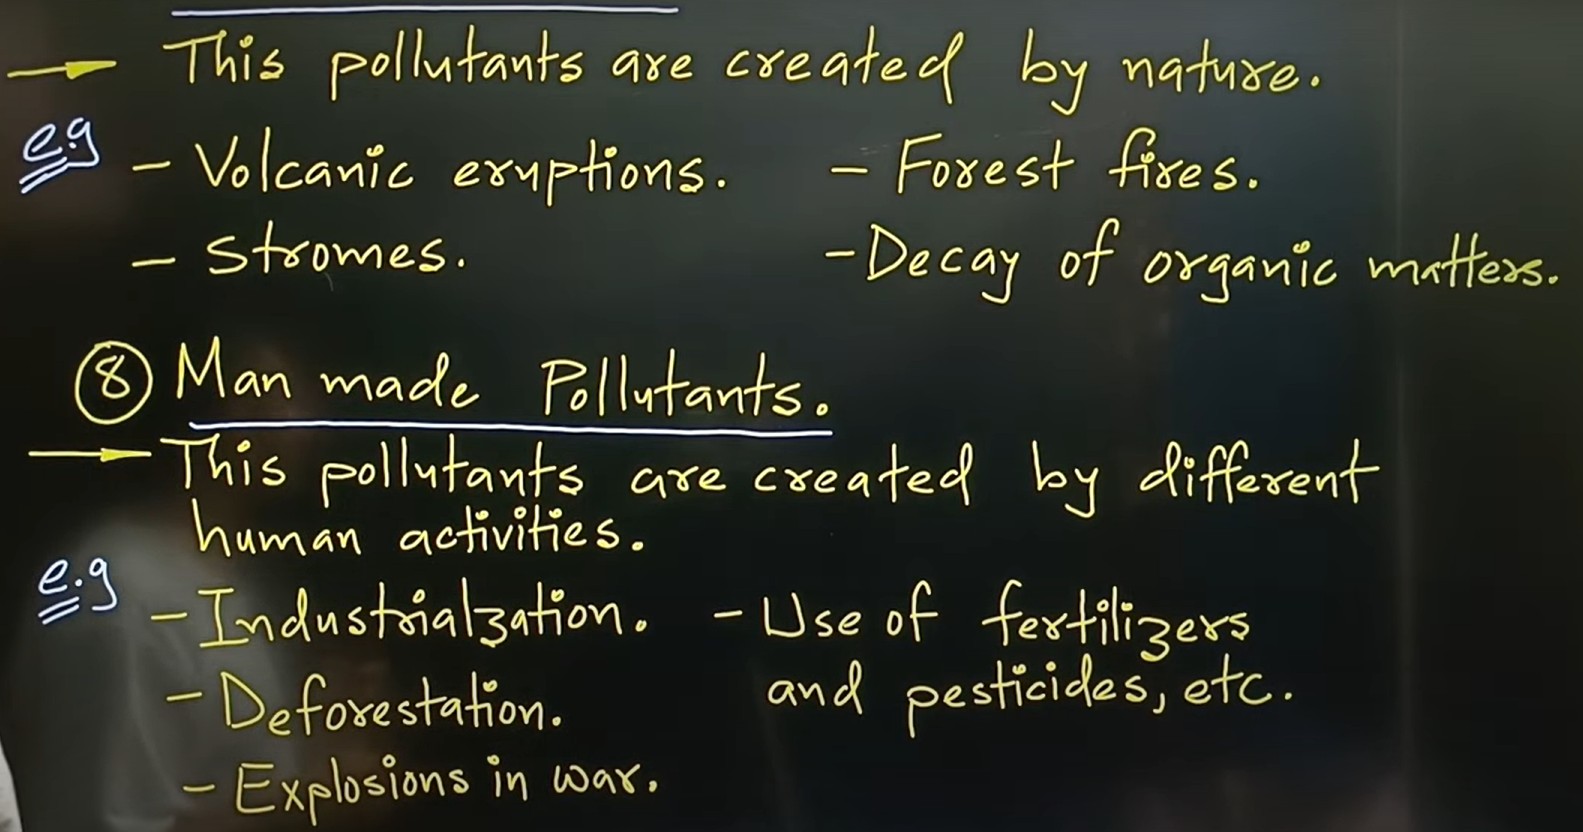 → This pollutants are created by nature.
e.g - Volcanic eruptions. - Forest fires.
- Stromes. - Decay of organic matters.
⑧ Man made Pollutants.
→ This pollutants are created by different
human activities.
e.g - Industrialzation. - Use of fertilizers
and pesticides, etc.
- Deforestation.
- Explosions in war.